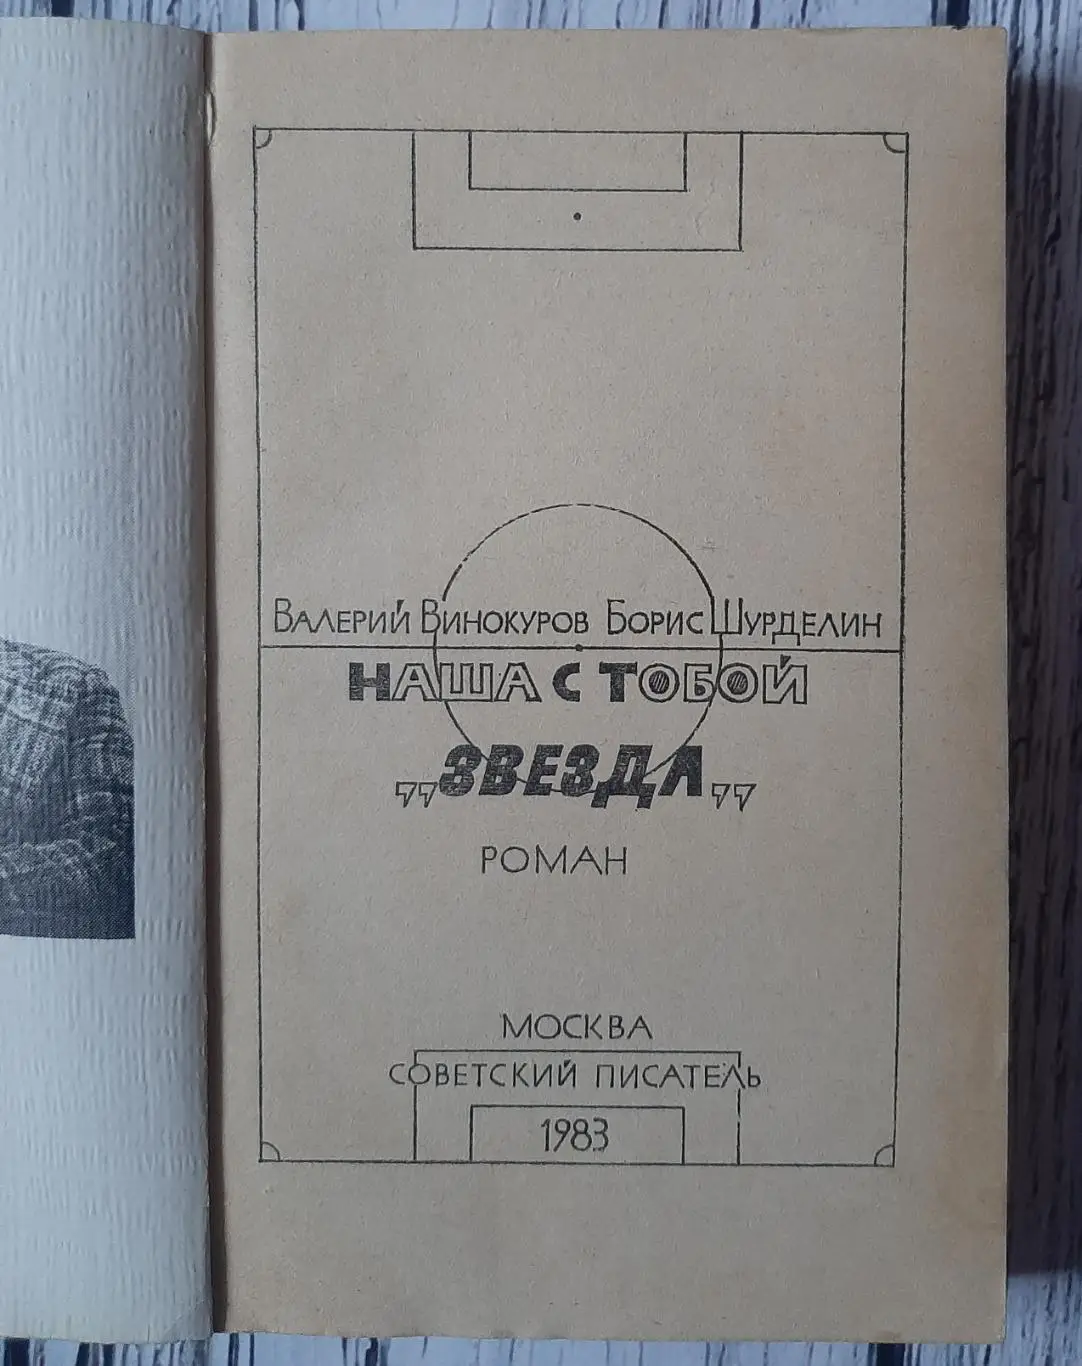 ВАЛЕРИЙ ВИНОКУРОВ БОРИС ШУРДЕЛИН
НАША С ТОБОЙ
„ЗВЕЗДА„
РОМАН
МОСКВА
СОВЕТСКИЙ ПИСАТЕЛЬ
1983